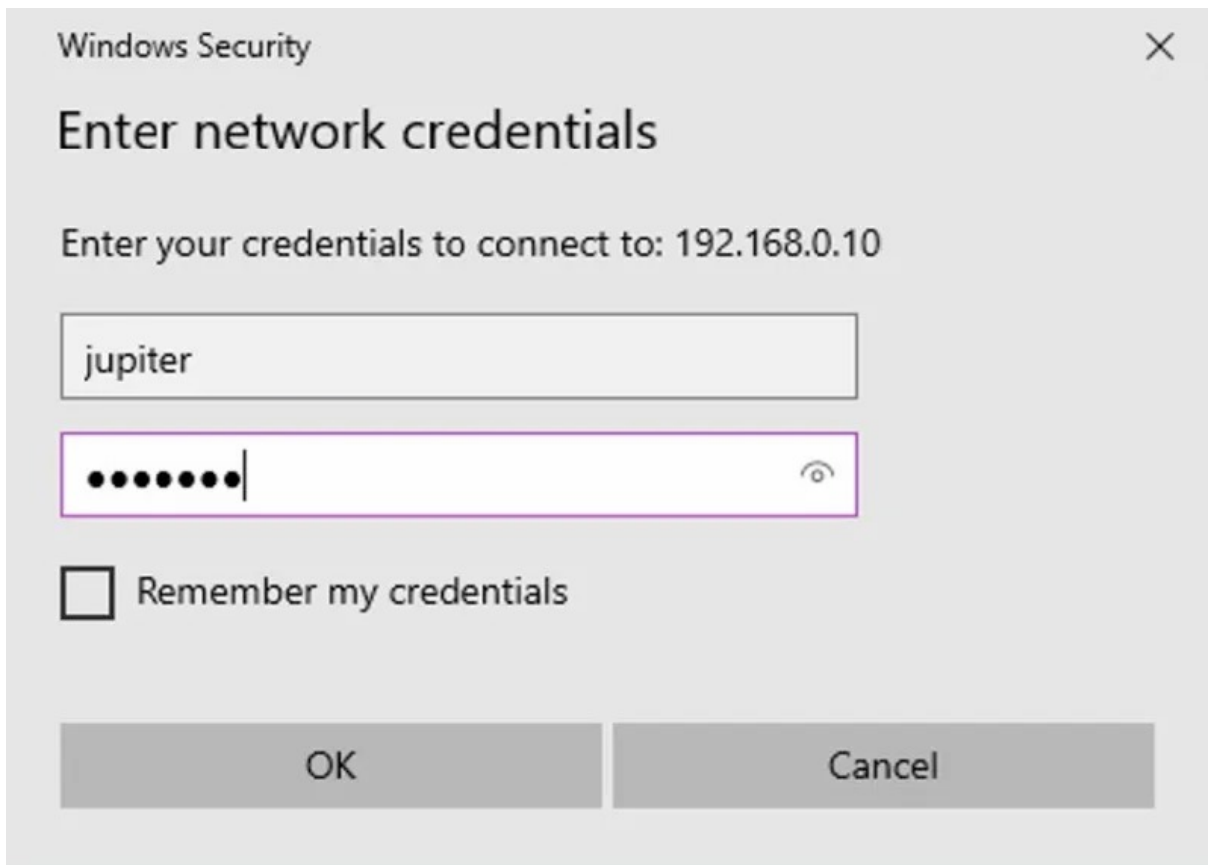 Windows Security
Enter network credentials
Enter your credentials to connect to: 192.168.0.10
jupiter
•••••••
Remember my credentials
OK
Cancel